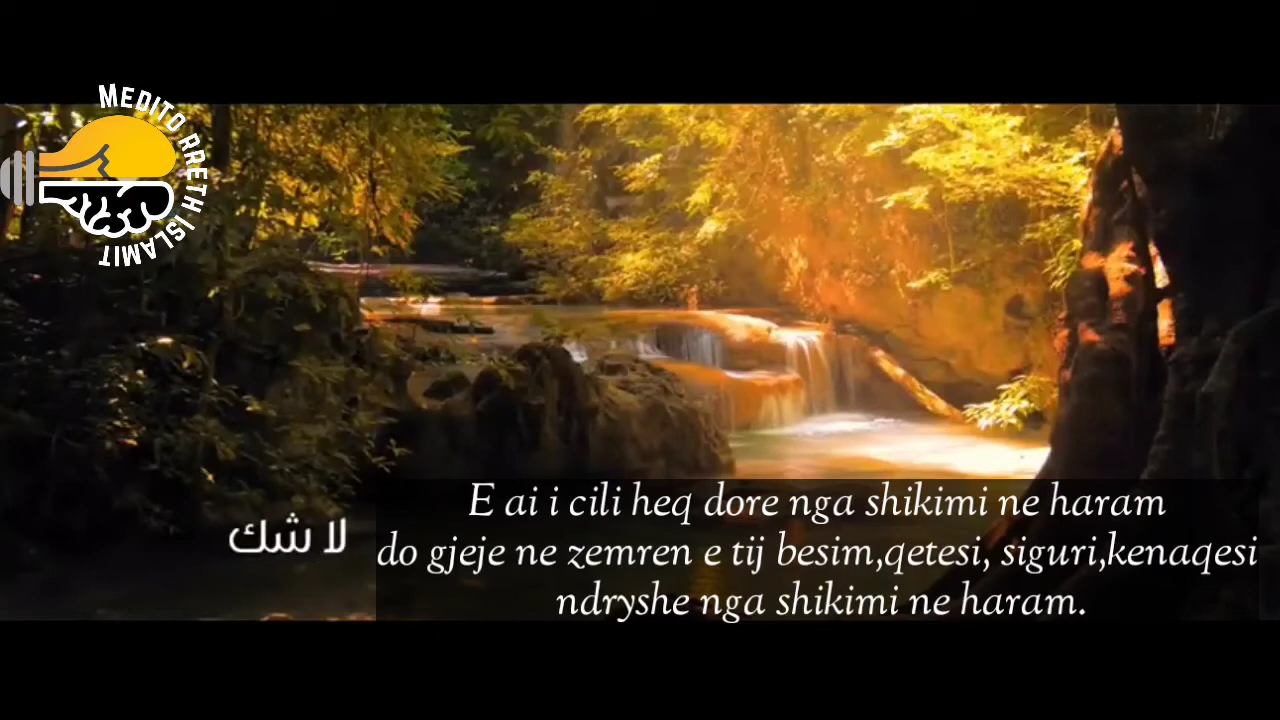 MEDITO RRETH ISLAMIT
E ai i cili heq dore nga shikimi ne haram
لا شك
do gjeje ne zemren e tij besim,qetesi, siguri,kenaqesi
ndryshe nga shikimi ne haram.